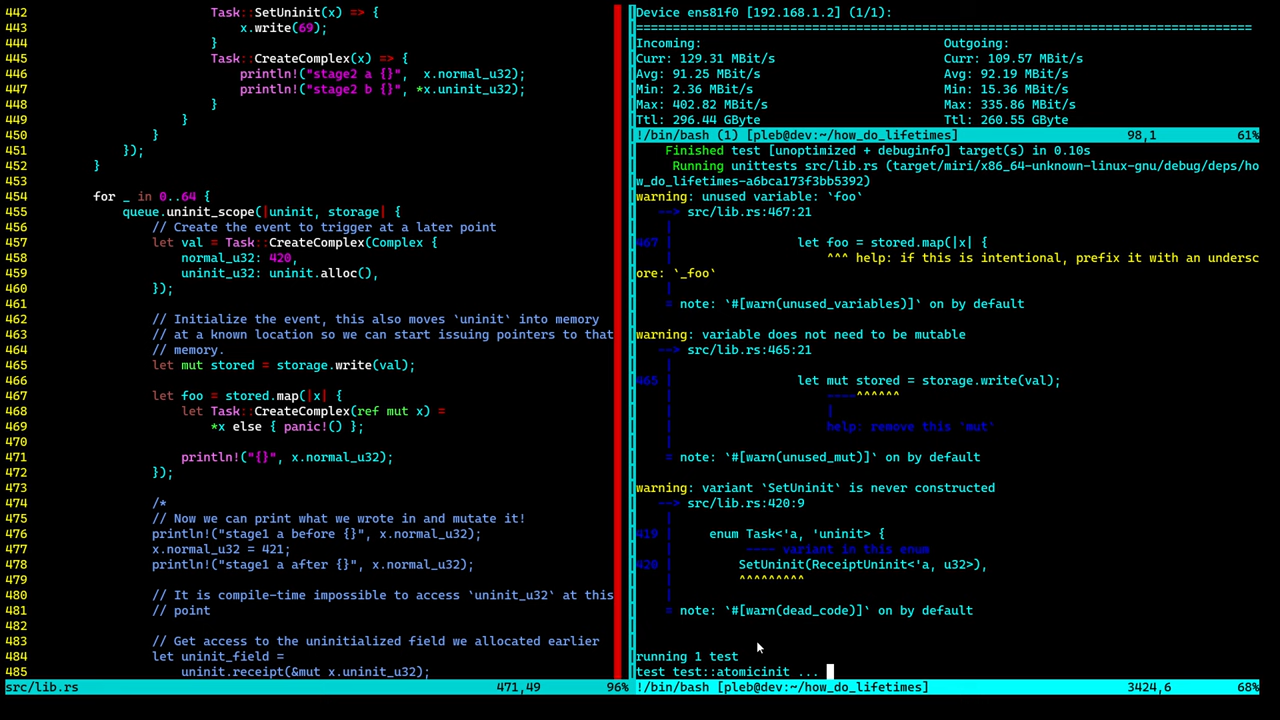 442                         Task::SetUninit(x) => {
443                             x.write(69);
444                         }
445                         Task::CreateComplex(x) => {
446                             println!("stage2 a {}",  x.normal_u32);
447                             println!("stage2 b {}", *x.uninit_u32);
448                         }
449                     }
450                 }
451             });
452         }
453
454         for _ in 0..64 {
455             queue.uninit_scope(|uninit, storage| {
456                 // Create the event to trigger at a later point
457                 let val = Task::CreateComplex(Complex {
458                     normal_u32: 420,
459                     uninit_u32: uninit.alloc(),
460                 });
461
462                 // Initialize the event, this also moves `uninit` into memory
463                 // at a known location so we can start issuing pointers to that
464                 // memory.
465                 let mut stored = storage.write(val);
466
467                 let foo = stored.map(|x| {
468                     let Task::CreateComplex(ref mut x) =
469                         *x else { panic!() };
470
471                     println!("{}", x.normal_u32);
472                 });
473
474                 /*
475                 // Now we can print what we wrote in and mutate it!
476                 println!("stage1 a before {}", x.normal_u32);
477                 x.normal_u32 = 421;
478                 println!("stage1 a after {}", x.normal_u32);
479
480                 // It is compile-time impossible to access `uninit_u32` at this
481                 // point
482
483                 // Get access to the uninitialized field we allocated earlier
484                 let uninit_field =
485                     uninit.receipt(&mut x.uninit_u32);
src/lib.rs 471,49 96%
Device ens81f0 [192.168.1.2] (1/1):
================================================================================
Incoming: Outgoing:
Curr: 129.31 MBit/s Curr: 109.57 MBit/s
Avg: 91.25 MBit/s Avg: 92.19 MBit/s
Min: 2.36 MBit/s Min: 15.36 MBit/s
Max: 402.82 MBit/s Max: 335.86 MBit/s
Ttl: 296.44 GByte Ttl: 260.55 GByte
!/bin/bash (1) [pleb@dev:~/how_do_lifetimes] 98,1 61%
    Finished test [unoptimized + debuginfo] target(s) in 0.10s
     Running unittests src/lib.rs (target/miri/x86_64-unknown-linux-gnu/debug/deps/ho
w_do_lifetimes-a6bca173f3bb5392)
warning: unused variable: `foo`
   --> src/lib.rs:467:21
    |
467 |                 let foo = stored.map(|x| {
    |                     ^^^ help: if this is intentional, prefix it with an undersc
ore: `_foo`
    |
    = note: `#[warn(unused_variables)]` on by default
warning: variable does not need to be mutable
   --> src/lib.rs:465:21
    |
465 |                 let mut stored = storage.write(val);
    |                     ----^^^^^^
    |                     |
    |                     help: remove this `mut`
    |
    = note: `#[warn(unused_mut)]` on by default
warning: variant `SetUninit` is never constructed
   --> src/lib.rs:420:9
    |
419 |     enum Task<'a, 'uninit> {
    |          ---- variant in this enum
420 |         SetUninit(ReceiptUninit<'a, u32>),
    |         ^^^^^^^^^
    |
    = note: `#[warn(dead_code)]` on by default
running 1 test
test test::atomicinit ...
!/bin/bash [pleb@dev:~/how_do_lifetimes] 3424,6 68%